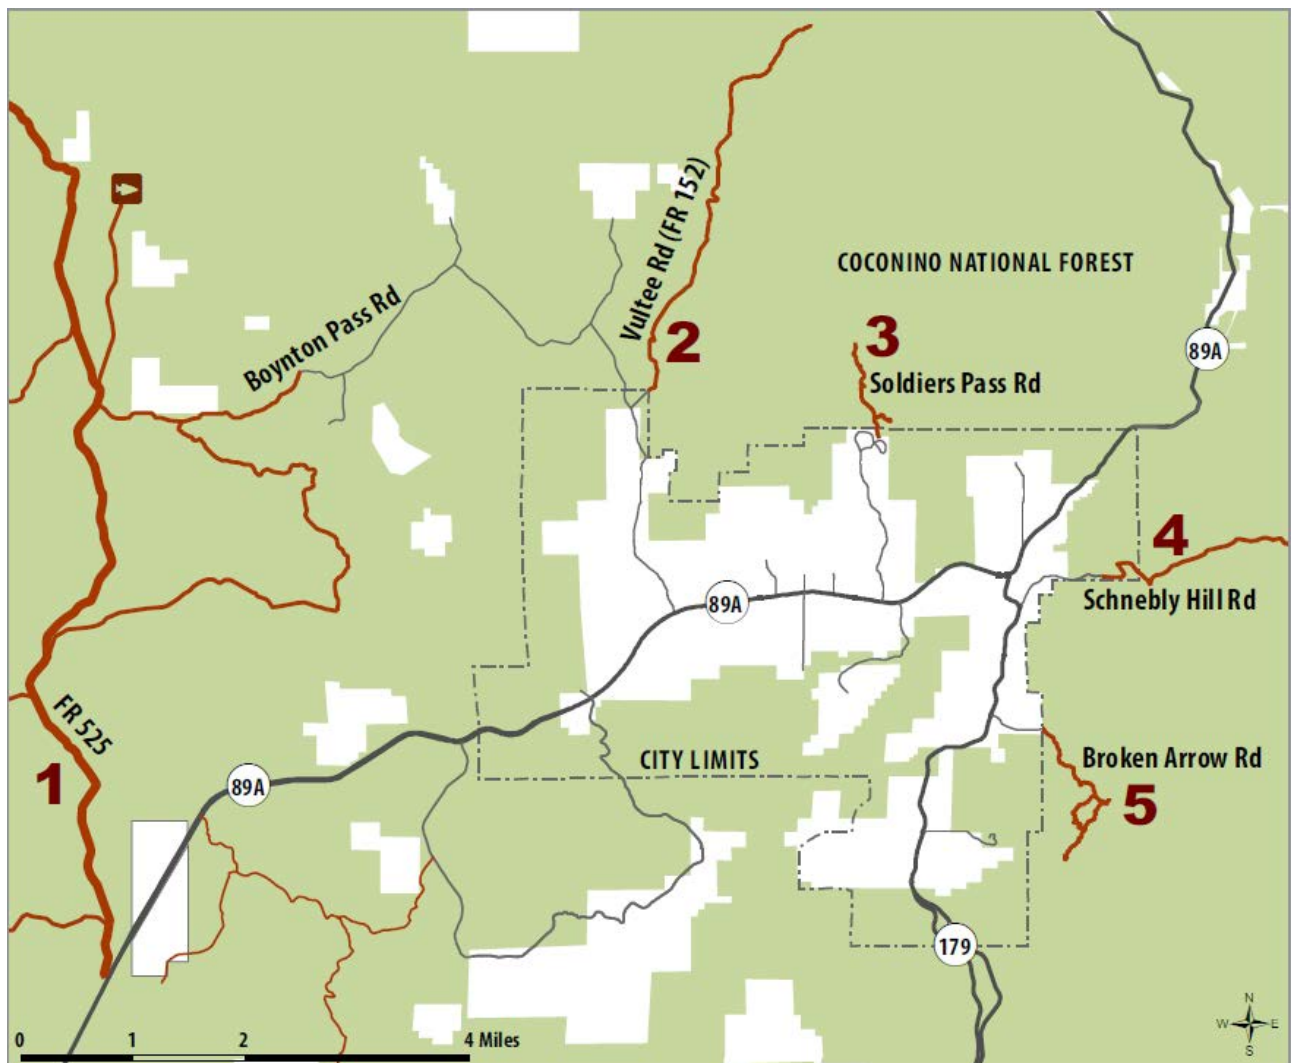 Vultee Rd (FR 152)
COCONINO NATIONAL FOREST
Boynton Pass Rd
2
3
89A
Soldiers Pass Rd
4
89A
Schnebly Hill Rd
FR 525
1
89A
CITY LIMITS
Broken Arrow Rd
5
179
N
W E
S
0 1 2 4 Miles